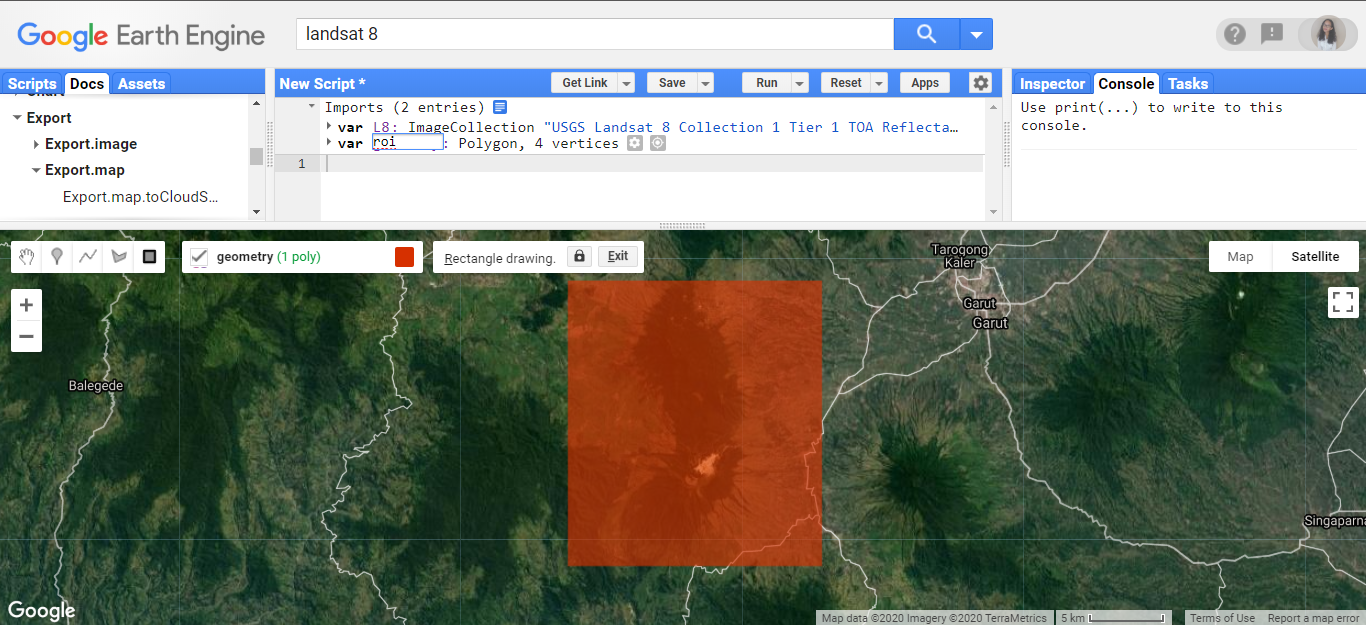 Google Earth Engine
landsat 8
Scripts Docs Assets
Export
Export.image
Export.map
Export.map.toCloudS...
New Script *
Get Link Save Run Reset Apps
Imports (2 entries)
var L8: ImageCollection "USGS Landsat 8 Collection 1 Tier 1 TOA Reflecta…
var roi : Polygon, 4 vertices
1
Inspector Console Tasks
Use print(...) to write to this
console.
geometry (1 poly)
Rectangle drawing. Exit
Map Satellite
+
−
Tarogong
Kaler
Garut
Garut
Balegede
Singaparna
Google
Map data ©2020 Imagery ©2020 TerraMetrics 5 km Terms of Use Report a map error